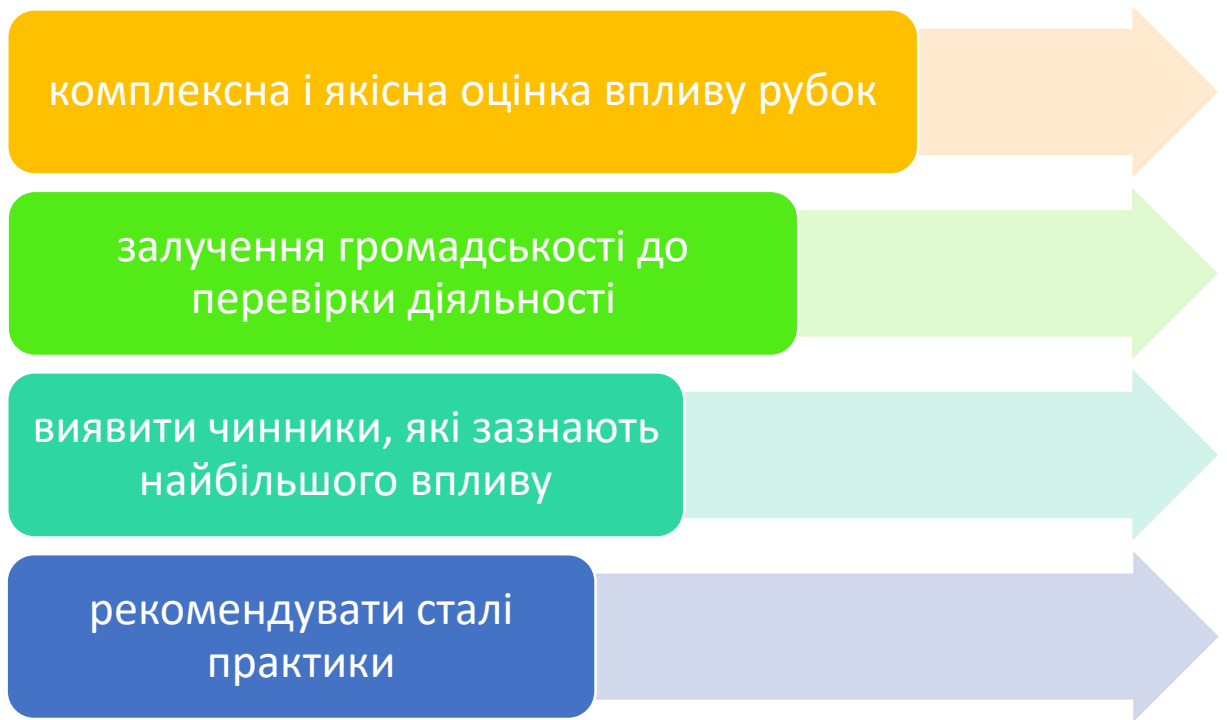 комплексна і якісна оцінка впливу рубок
залучення громадськості до
перевірки діяльності
виявити чинники, які зазнають
найбільшого впливу
рекомендувати сталі
практики